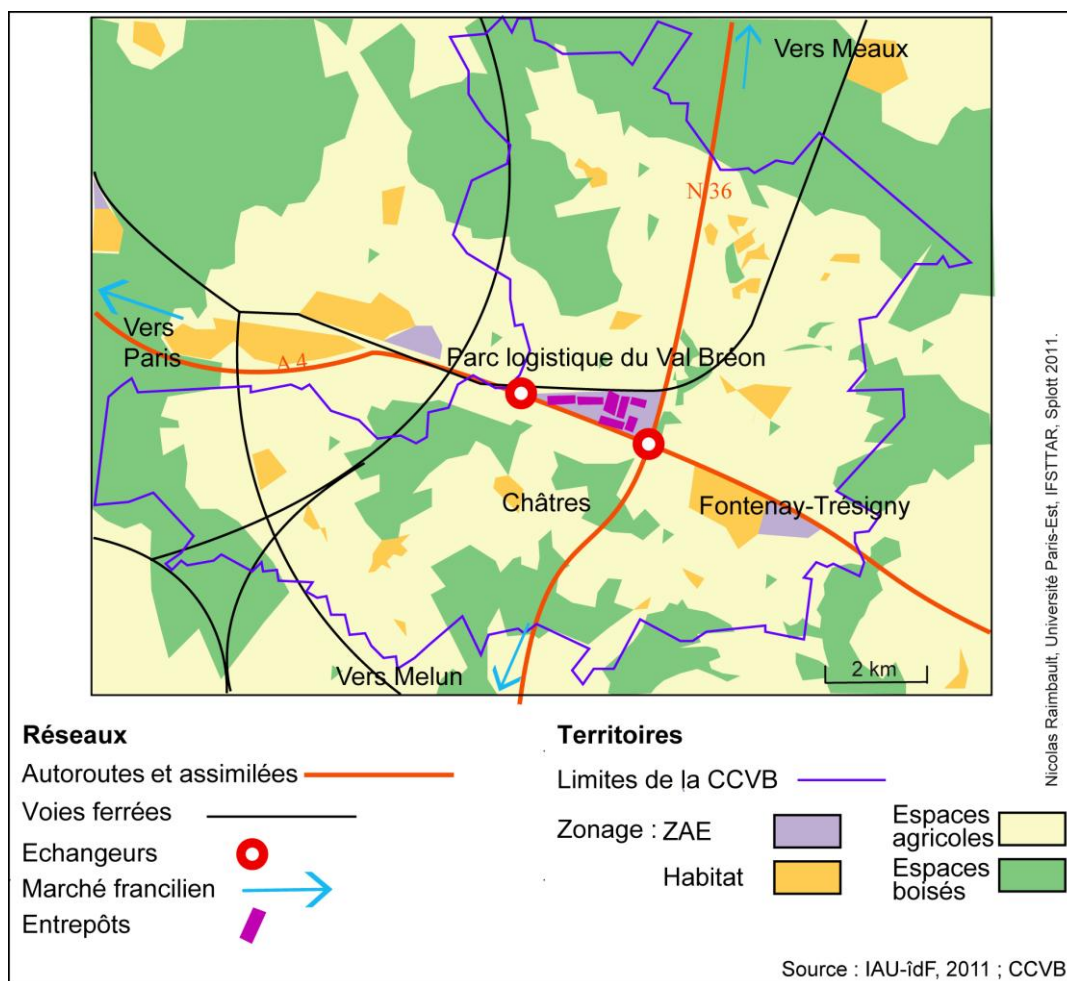 Vers Meaux
N 36
Vers
Paris
A 4
Parc logistique du Val Bréon
Châtres
Fontenay-Trésigny
Vers Melun
2 km
Nicolas Raimbault, Université Paris-Est, IFSTTAR, Splott 2011.
Réseaux
Autoroutes et assimilées
Voies ferrées
Echangeurs
Marché francilien
Entrepôts
Territoires
Limites de la CCVB
Zonage : ZAE
Habitat
Espaces
agricoles
Espaces
boisés
Source : IAU-îdF, 2011 ; CCVB